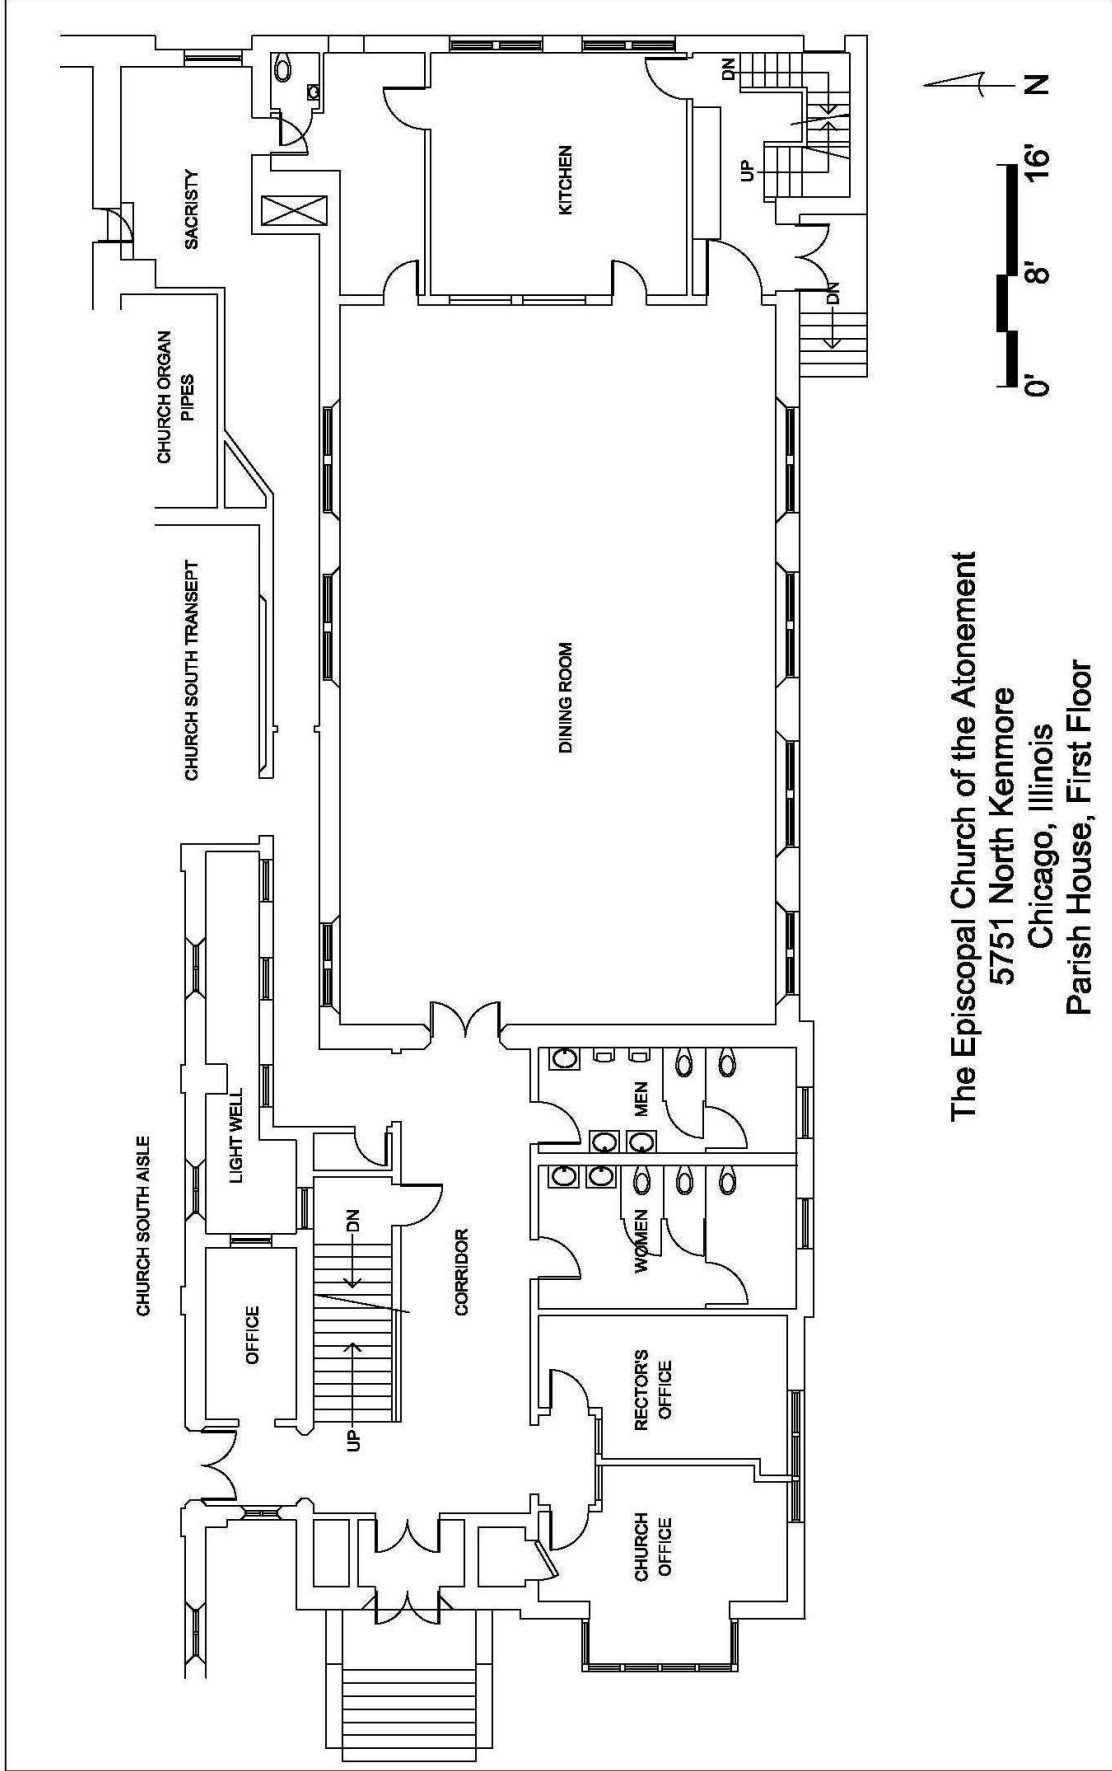 CHURCH SOUTH AISLE
CHURCH SOUTH TRANSEPT
CHURCH ORGAN
PIPES
SACRISTY
LIGHT WELL
OFFICE
UP
DN
CORRIDOR
DINING ROOM
KITCHEN
CHURCH
OFFICE
RECTOR'S
OFFICE
WOMEN
MEN
DN
UP
DN
The Episcopal Church of the Atonement
5751 North Kenmore
Chicago, Illinois
Parish House, First Floor
0' 8' 16'
N